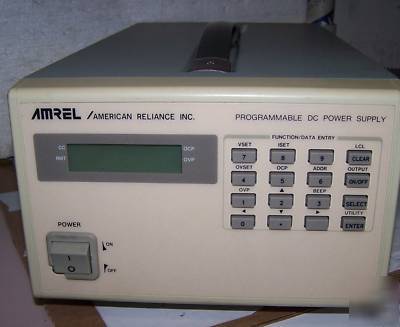 AMREL / AMERICAN RELIANCE INC.
PROGRAMMABLE DC POWER SUPPLY
FUNCTION/DATA ENTRY
VSET ISET LCL
7 8 9 CLEAR
OVSET OCP ADDR OUTPUT
4 5 6 ON/OFF
OVP ▲ BEEP
1 2 3 SELECT
◄ ▼ ► UTILITY
0 • ENTER
CC OCP
RMT OVP
POWER
ON
OFF